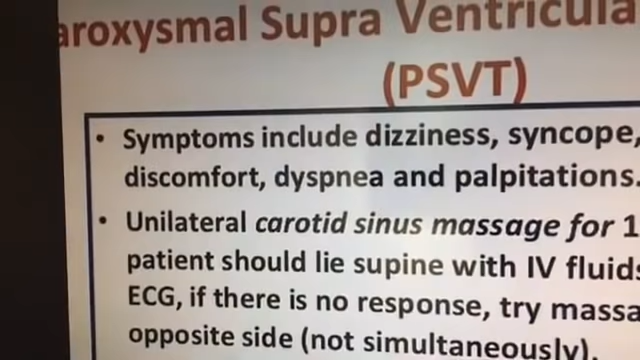 aroxysmal Supra Ventricula
(PSVT)
• Symptoms include dizziness, syncope,
discomfort, dyspnea and palpitations.
• Unilateral carotid sinus massage for 1
patient should lie supine with IV fluids
ECG, if there is no response, try massa
opposite side (not simultaneously).